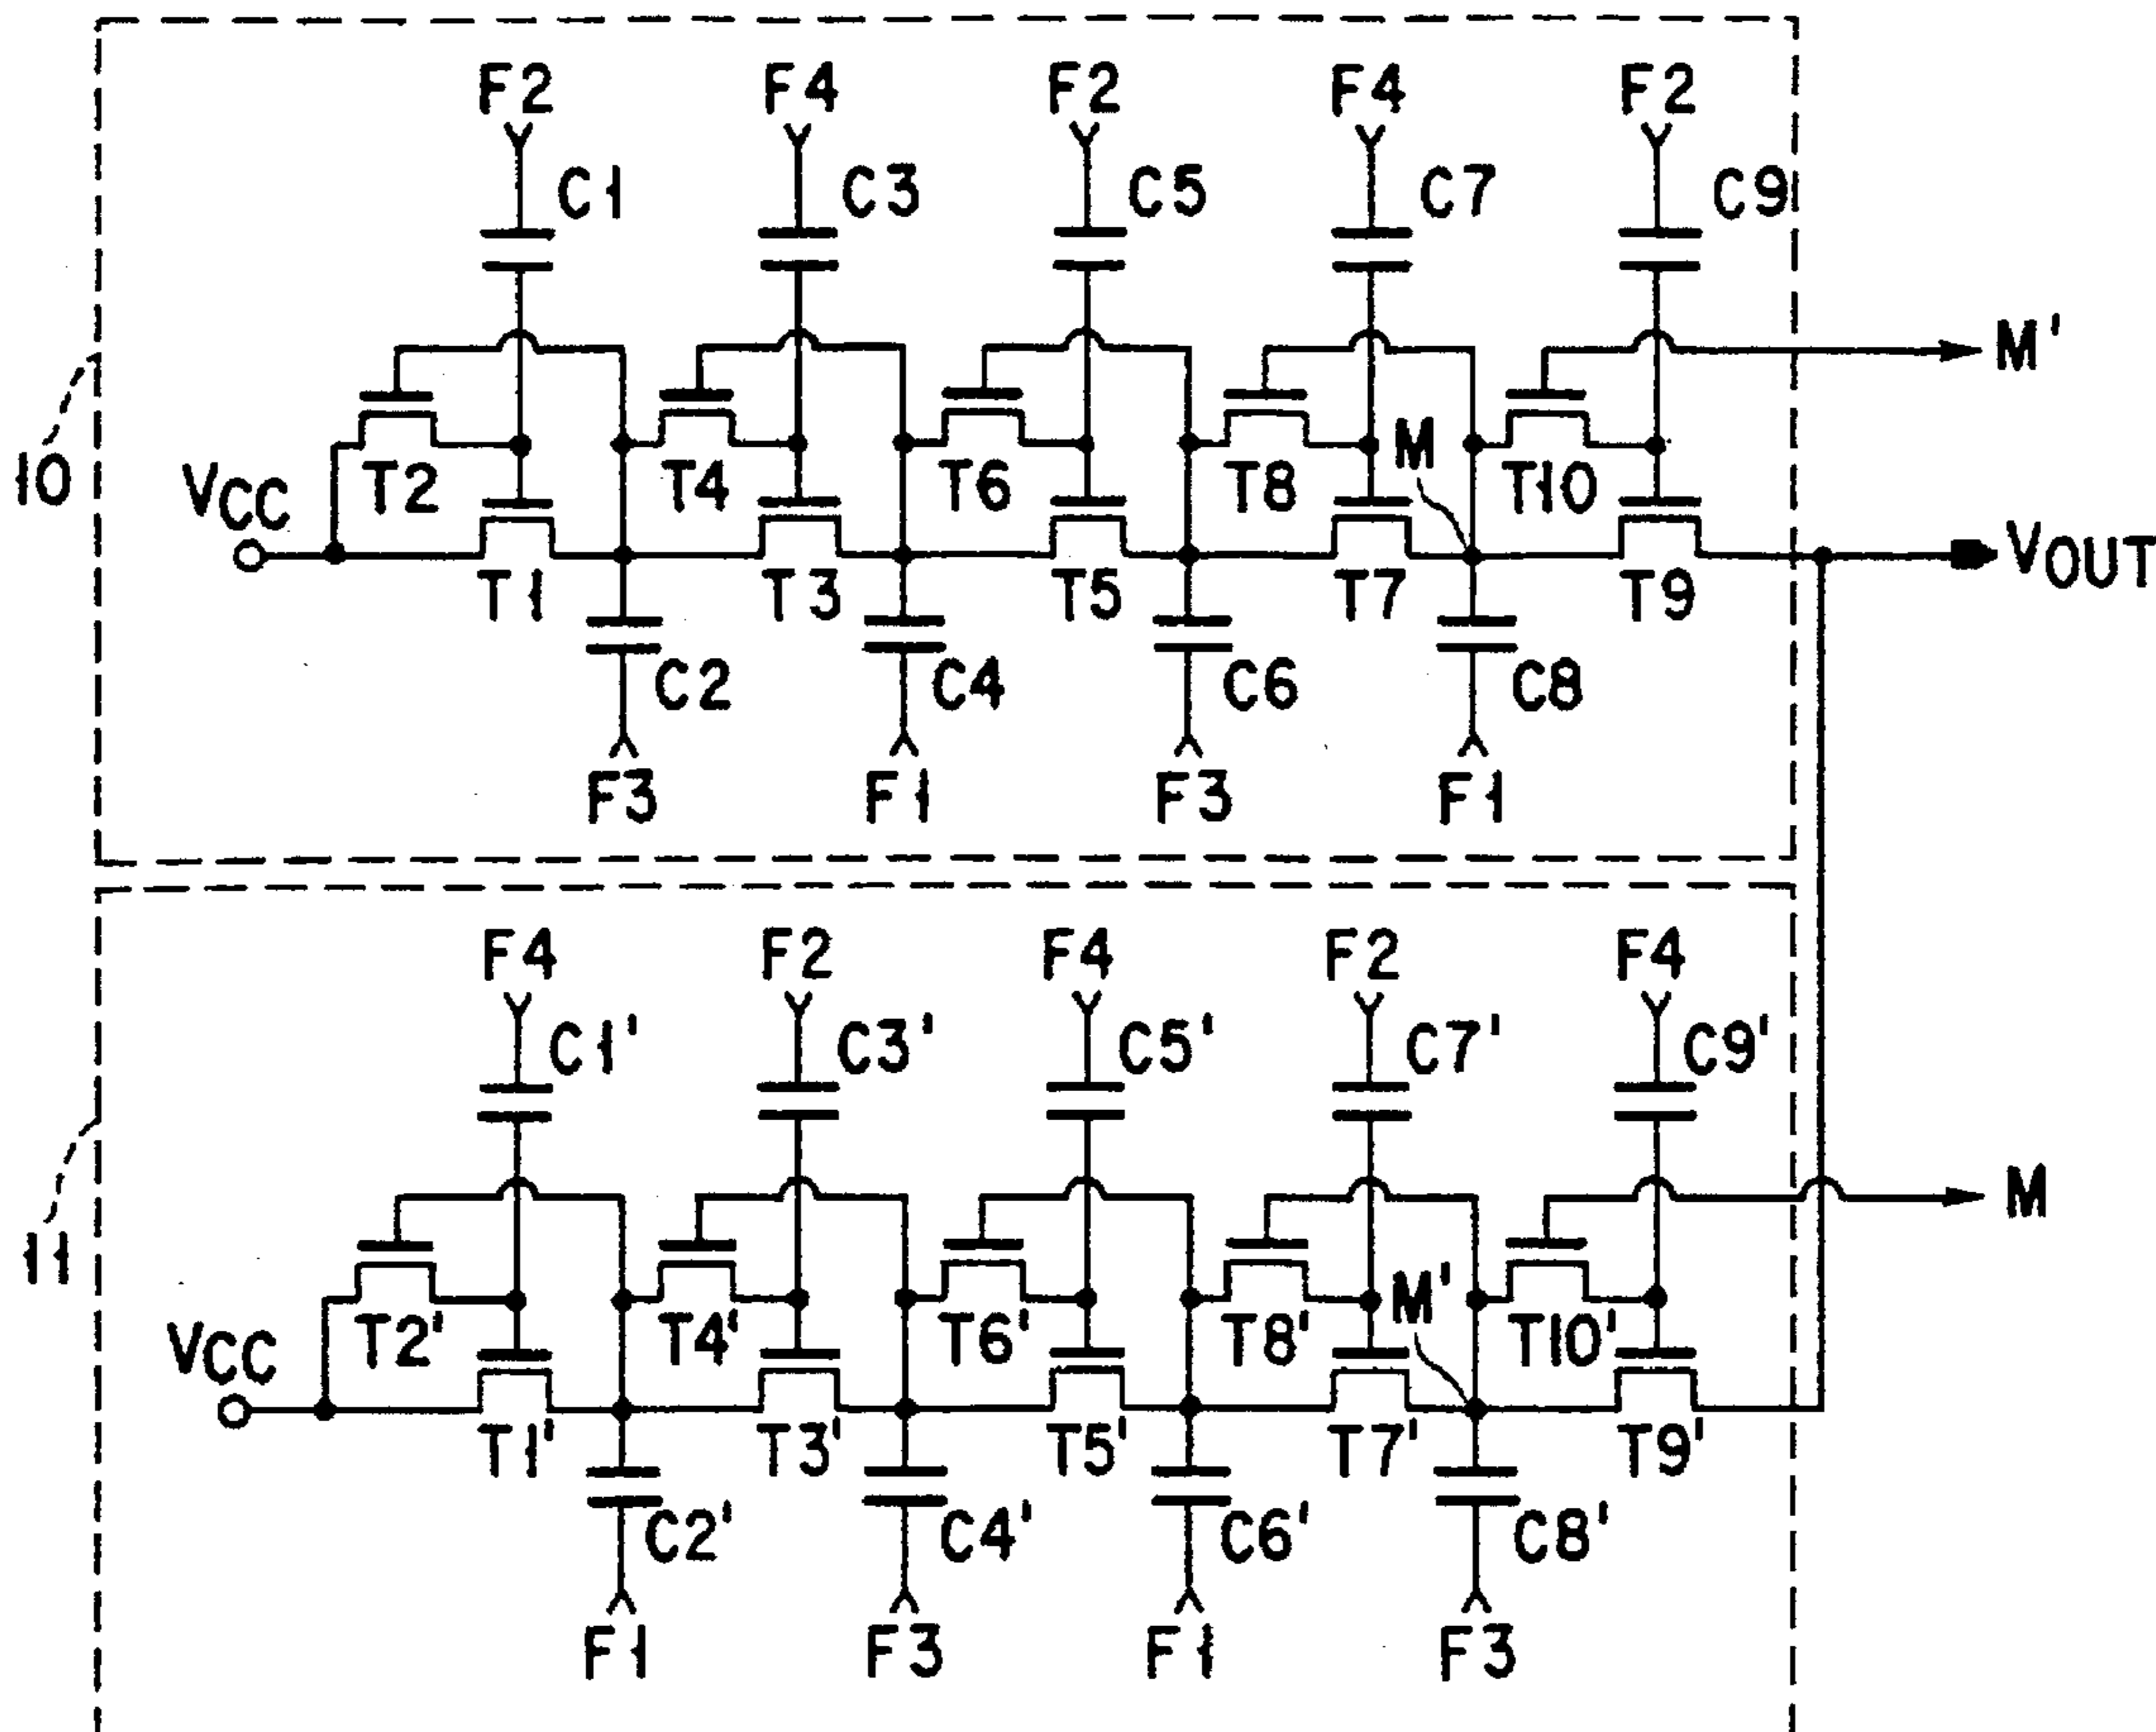 F2 F4 F2 F4 F2
C1 C3 C5 C7 C9
M'
10 VCC T2 T4 T6 T8 M T10
VOUT
T1 T3 T5 T7 T9
C2 C4 C6 C8
F3 F1 F3 F1
F4 F2 F4 F2 F4
C1' C3' C5' C7' C9'
M
11
VCC T2' T4' T6' T8' M' T10'
T1' T3' T5' T7' T9'
C2' C4' C6' C8'
F1 F3 F1 F3